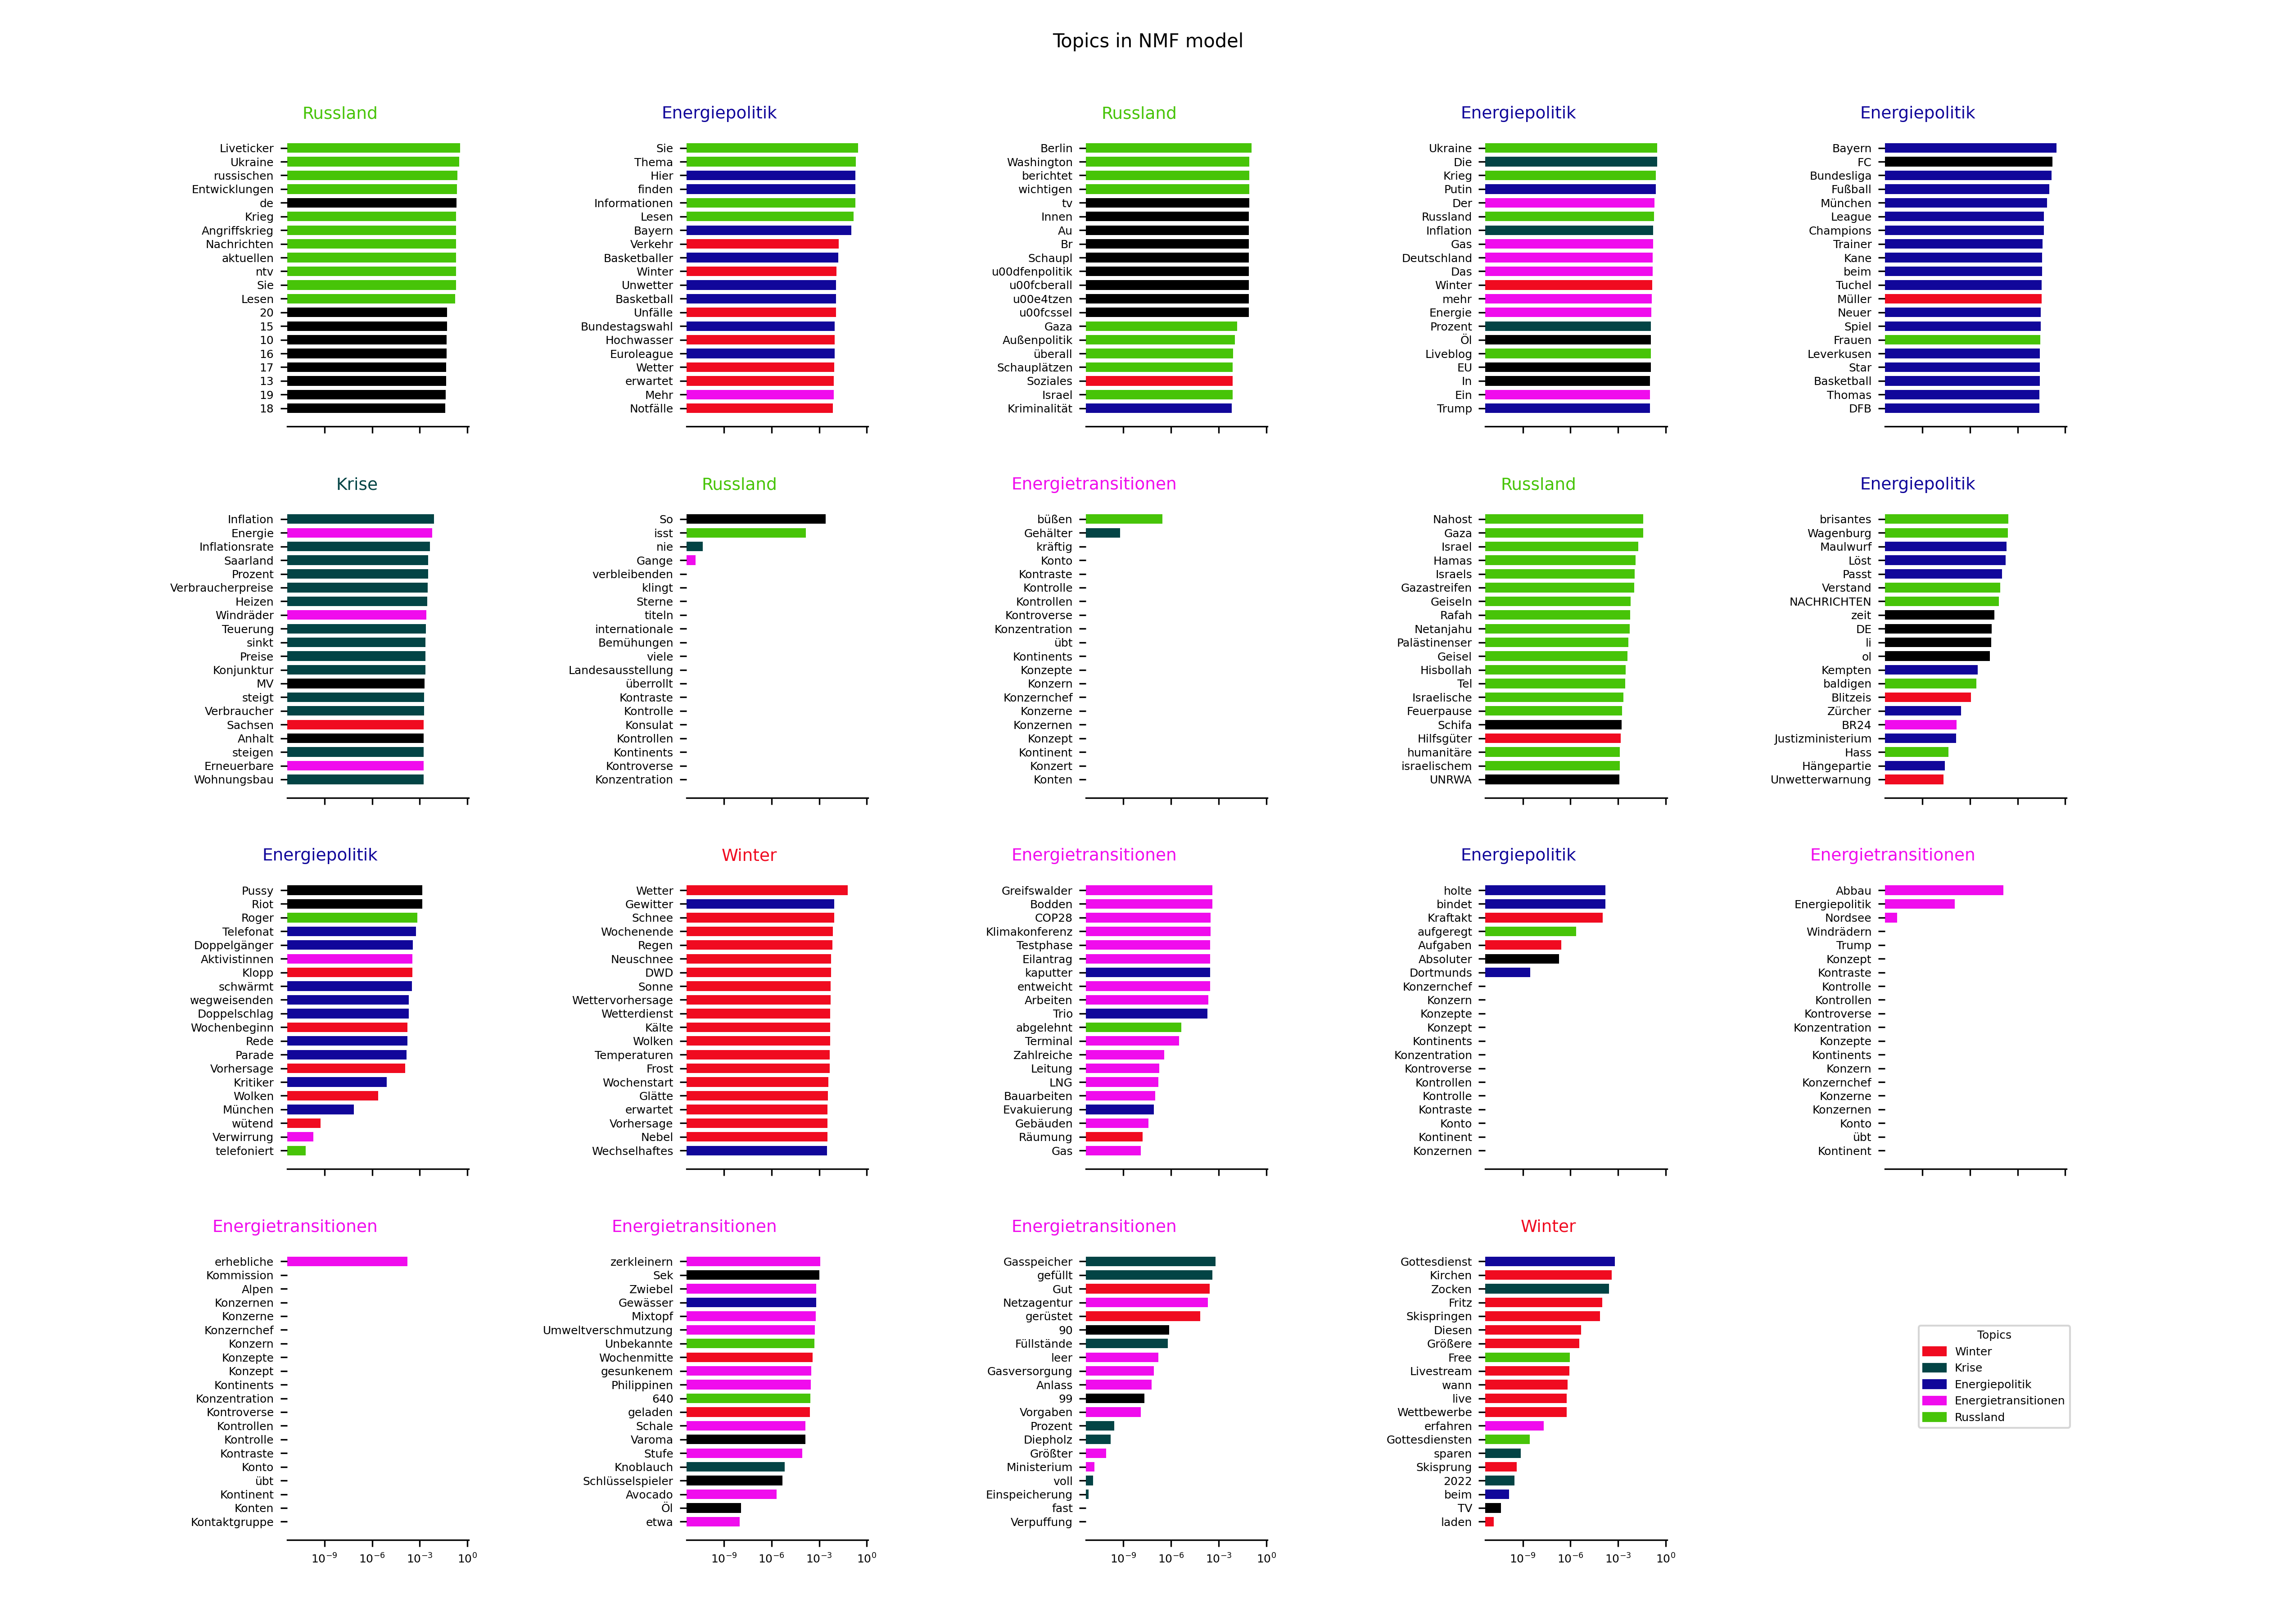 Topics in NMF model
Russland
Liveticker
Ukraine
russischen
Entwicklungen
de
Krieg
Angriffskrieg
Nachrichten
aktuellen
ntv
Sie
Lesen
20
15
10
16
17
13
19
18
Energiepolitik
Sie
Thema
Hier
finden
Informationen
Lesen
Bayern
Verkehr
Basketballer
Winter
Unwetter
Basketball
Unfälle
Bundestagswahl
Hochwasser
Euroleague
Wetter
erwartet
Mehr
Notfälle
Russland
Berlin
Washington
berichtet
wichtigen
tv
Innen
Au
Br
Schaupl
u00dfenpolitik
u00fcberall
u00e4tzen
u00fcssel
Gaza
Außenpolitik
überall
Schauplätzen
Soziales
Israel
Kriminalität
Energiepolitik
Ukraine
Die
Krieg
Putin
Der
Russland
Inflation
Gas
Deutschland
Das
Winter
mehr
Energie
Prozent
Öl
Liveblog
EU
In
Ein
Trump
Energiepolitik
Bayern
FC
Bundesliga
Fußball
München
League
Champions
Trainer
Kane
beim
Tuchel
Müller
Neuer
Spiel
Frauen
Leverkusen
Star
Basketball
Thomas
DFB
Krise
Inflation
Energie
Inflationsrate
Saarland
Prozent
Verbraucherpreise
Heizen
Windräder
Teuerung
sinkt
Preise
Konjunktur
MV
steigt
Verbraucher
Sachsen
Anhalt
steigen
Erneuerbare
Wohnungsbau
Russland
So
isst
nie
Gange
verbleibenden
klingt
Sterne
titeln
internationale
Bemühungen
viele
Landesausstellung
überrollt
Kontraste
Kontrolle
Konsulat
Kontrollen
Kontinents
Kontroverse
Konzentration
Energietransitionen
büßen
Gehälter
kräftig
Konto
Kontraste
Kontrolle
Kontrollen
Kontroverse
Konzentration
übt
Kontinents
Konzepte
Konzern
Konzernchef
Konzerne
Konzernen
Konzept
Kontinent
Konzert
Konten
Russland
Nahost
Gaza
Israel
Hamas
Israels
Gazastreifen
Geiseln
Rafah
Netanjahu
Palästinenser
Geisel
Hisbollah
Tel
Israelische
Feuerpause
Schifa
Hilfsgüter
humanitäre
israelischem
UNRWA
Energiepolitik
brisantes
Wagenburg
Maulwurf
Löst
Passt
Verstand
NACHRICHTEN
zeit
DE
li
ol
Kempten
baldigen
Blitzeis
Zürcher
BR24
Justizministerium
Hass
Hängepartie
Unwetterwarnung
Energiepolitik
Pussy
Riot
Roger
Telefonat
Doppelgänger
Aktivistinnen
Klopp
schwärmt
wegweisenden
Doppelschlag
Wochenbeginn
Rede
Parade
Vorhersage
Kritiker
Wolken
München
wütend
Verwirrung
telefoniert
Winter
Wetter
Gewitter
Schnee
Wochenende
Regen
Neuschnee
DWD
Sonne
Wettervorhersage
Wetterdienst
Kälte
Wolken
Temperaturen
Frost
Wochenstart
Glätte
erwartet
Vorhersage
Nebel
Wechselhaftes
Energietransitionen
Greifswalder
Bodden
COP28
Klimakonferenz
Testphase
Eilantrag
kaputter
entweicht
Arbeiten
Trio
abgelehnt
Terminal
Zahlreiche
Leitung
LNG
Bauarbeiten
Evakuierung
Gebäuden
Räumung
Gas
Energiepolitik
holte
bindet
Kraftakt
aufgeregt
Aufgaben
Absoluter
Dortmunds
Konzernchef
Konzern
Konzepte
Konzept
Kontinents
Konzentration
Kontroverse
Kontrollen
Kontrolle
Kontraste
Konto
Kontinent
Konzernen
Energietransitionen
Abbau
Energiepolitik
Nordsee
Windrädern
Trump
Konzept
Kontraste
Kontrolle
Kontrollen
Kontroverse
Konzentration
Konzepte
Kontinents
Konzern
Konzernchef
Konzerne
Konzernen
Konto
übt
Kontinent
Energietransitionen
erhebliche
Kommission
Alpen
Konzernen
Konzerne
Konzernchef
Konzern
Konzepte
Konzept
Kontinents
Konzentration
Kontroverse
Kontrollen
Kontrolle
Kontraste
Konto
übt
Kontinent
Konten
Kontaktgruppe
10⁻⁹ 10⁻⁶ 10⁻³ 10⁰
Energietransitionen
zerkleinern
Sek
Zwiebel
Gewässer
Mixtopf
Umweltverschmutzung
Unbekannte
Wochenmitte
gesunkenem
Philippinen
640
geladen
Schale
Varoma
Stufe
Knoblauch
Schlüsselspieler
Avocado
Öl
etwa
10⁻⁹ 10⁻⁶ 10⁻³ 10⁰
Energietransitionen
Gasspeicher
gefüllt
Gut
Netzagentur
gerüstet
90
Füllstände
leer
Gasversorgung
Anlass
99
Vorgaben
Prozent
Diepholz
Größter
Ministerium
voll
Einspeicherung
fast
Verpuffung
10⁻⁹ 10⁻⁶ 10⁻³ 10⁰
Winter
Gottesdienst
Kirchen
Zocken
Fritz
Skispringen
Diesen
Größere
Free
Livestream
wann
live
Wettbewerbe
erfahren
Gottesdiensten
sparen
Skisprung
2022
beim
TV
laden
10⁻⁹ 10⁻⁶ 10⁻³ 10⁰
Topics
Winter
Krise
Energiepolitik
Energietransitionen
Russland